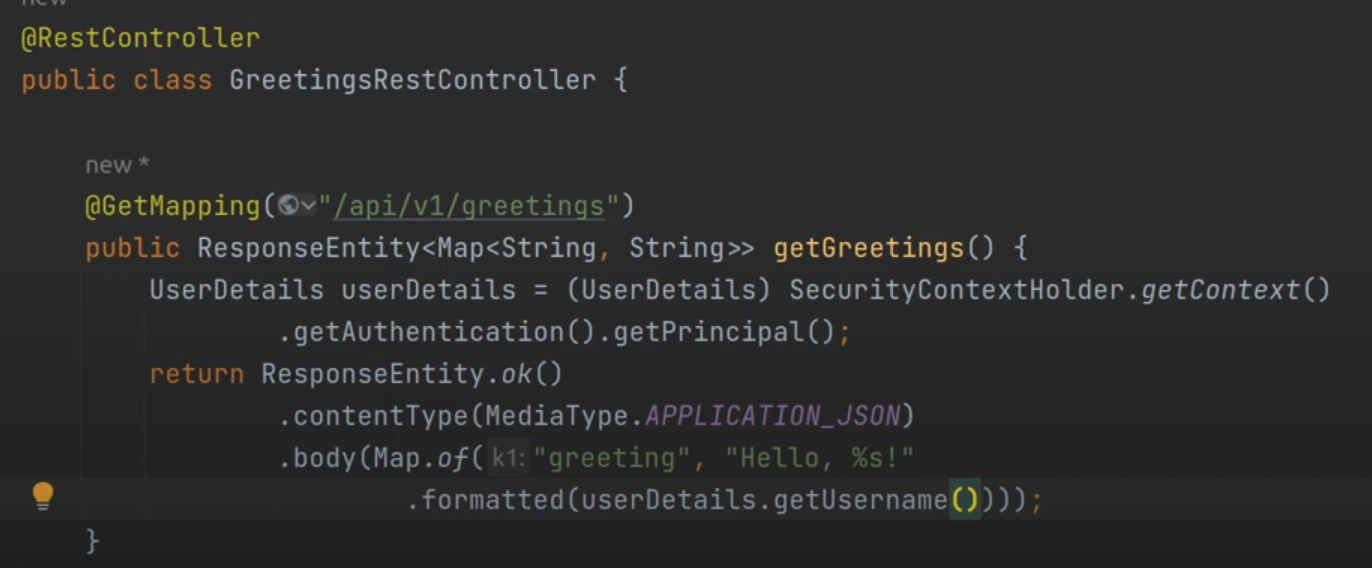 new *
@RestController
public class GreetingsRestController {
new *
@GetMapping("/api/v1/greetings")
public ResponseEntity<Map<String, String>> getGreetings() {
UserDetails userDetails = (UserDetails) SecurityContextHolder.getContext()
.getAuthentication().getPrincipal();
return ResponseEntity.ok()
.contentType(MediaType.APPLICATION_JSON)
.body(Map.of( k1: "greeting", "Hello, %s!"
.formatted(userDetails.getUsername())));
}